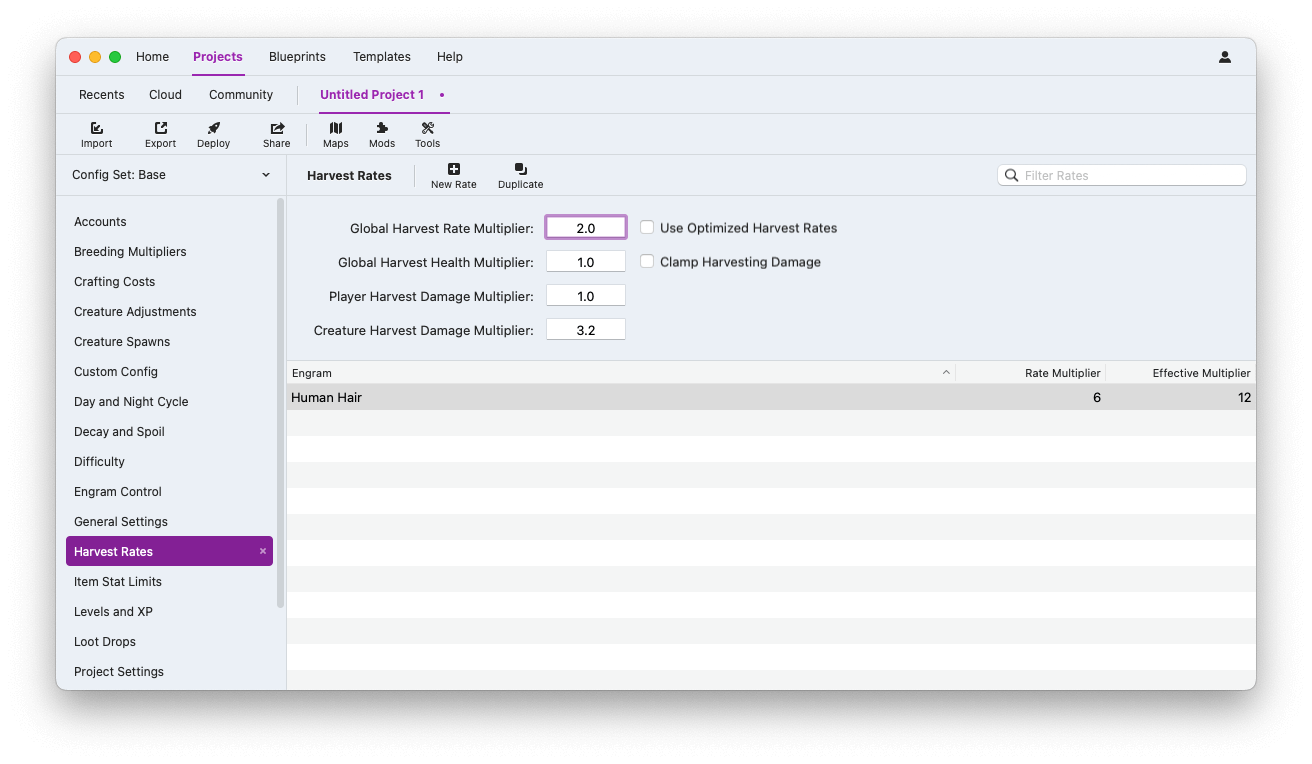 Home Projects Blueprints Templates Help
Recents Cloud Community Untitled Project 1 •
Import Export Deploy Share Maps Mods Tools
Config Set: Base
Harvest Rates
New Rate Duplicate
Filter Rates
Accounts
Breeding Multipliers
Crafting Costs
Creature Adjustments
Creature Spawns
Custom Config
Day and Night Cycle
Decay and Spoil
Difficulty
Engram Control
General Settings
Harvest Rates ×
Item Stat Limits
Levels and XP
Loot Drops
Project Settings
Global Harvest Rate Multiplier: 2.0 Use Optimized Harvest Rates
Global Harvest Health Multiplier: 1.0 Clamp Harvesting Damage
Player Harvest Damage Multiplier: 1.0
Creature Harvest Damage Multiplier: 3.2
Engram Rate Multiplier Effective Multiplier
Human Hair 6 12